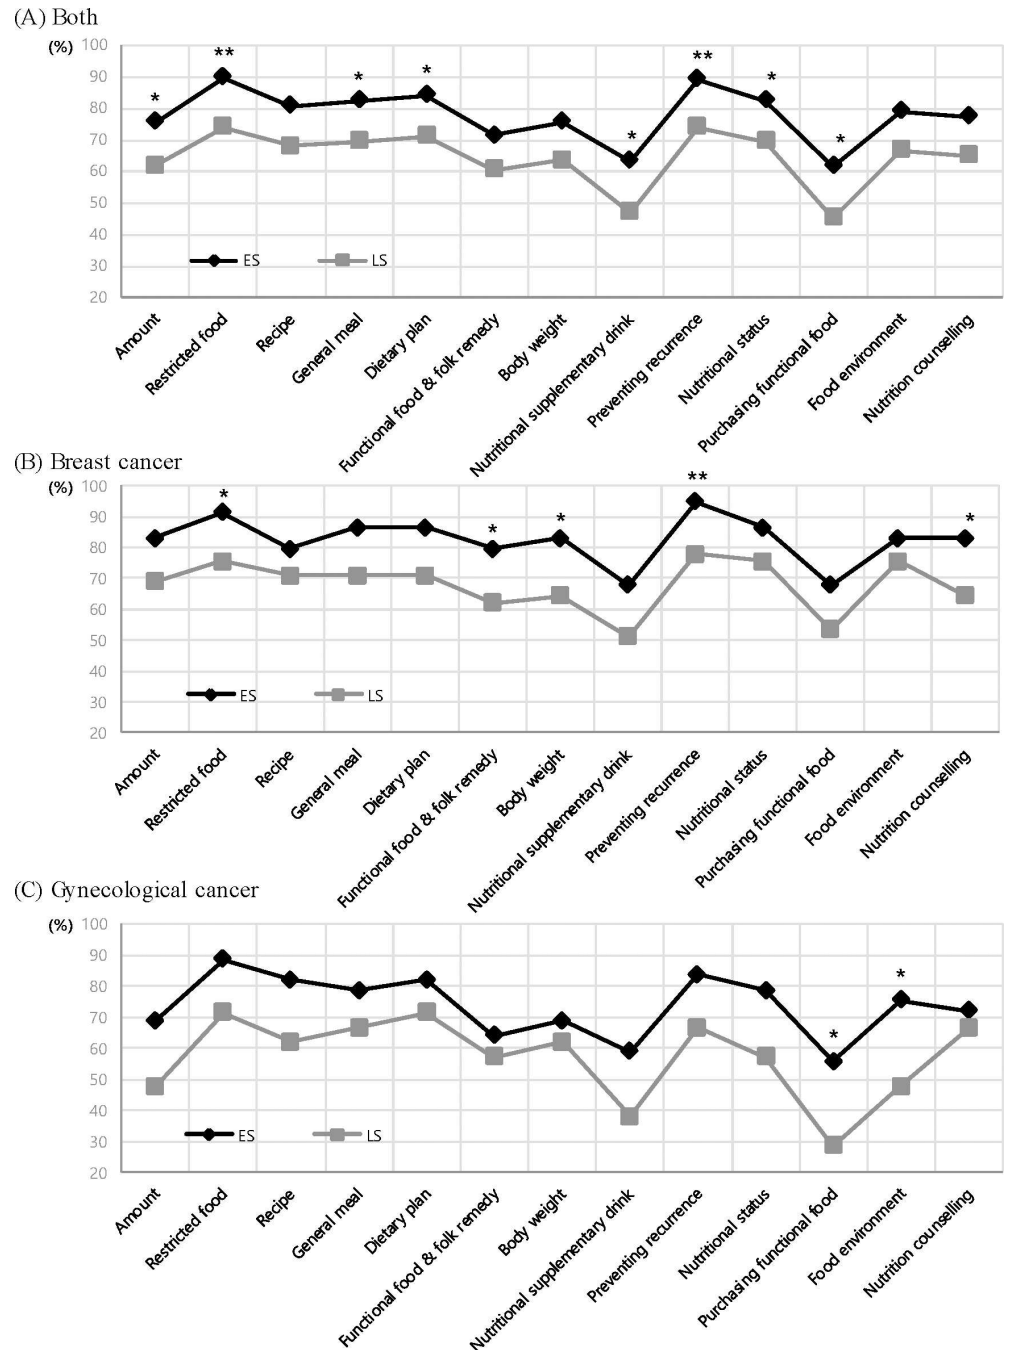 (A) Both
(%) 100
90
80
70
60
50
40
30
20
** ** * * * * * * *
ES LS
Amount
Restricted food
Recipe
General meal
Dietary plan
Functional food & folk remedy
Body weight
Nutritional supplementary drink
Preventing recurrence
Nutritional status
Purchasing functional food
Food environment
Nutrition counselling
(B) Breast cancer
(%) 100
90
80
70
60
50
40
30
20
** * * * *
ES LS
Amount
Restricted food
Recipe
General meal
Dietary plan
Functional food & folk remedy
Body weight
Nutritional supplementary drink
Preventing recurrence
Nutritional status
Purchasing functional food
Food environment
Nutrition counselling
(C) Gynecological cancer
(%) 100
90
80
70
60
50
40
30
20
* *
ES LS
Amount
Restricted food
Recipe
General meal
Dietary plan
Functional food & folk remedy
Body weight
Nutritional supplementary drink
Preventing recurrence
Nutritional status
Purchasing functional food
Food environment
Nutrition counselling